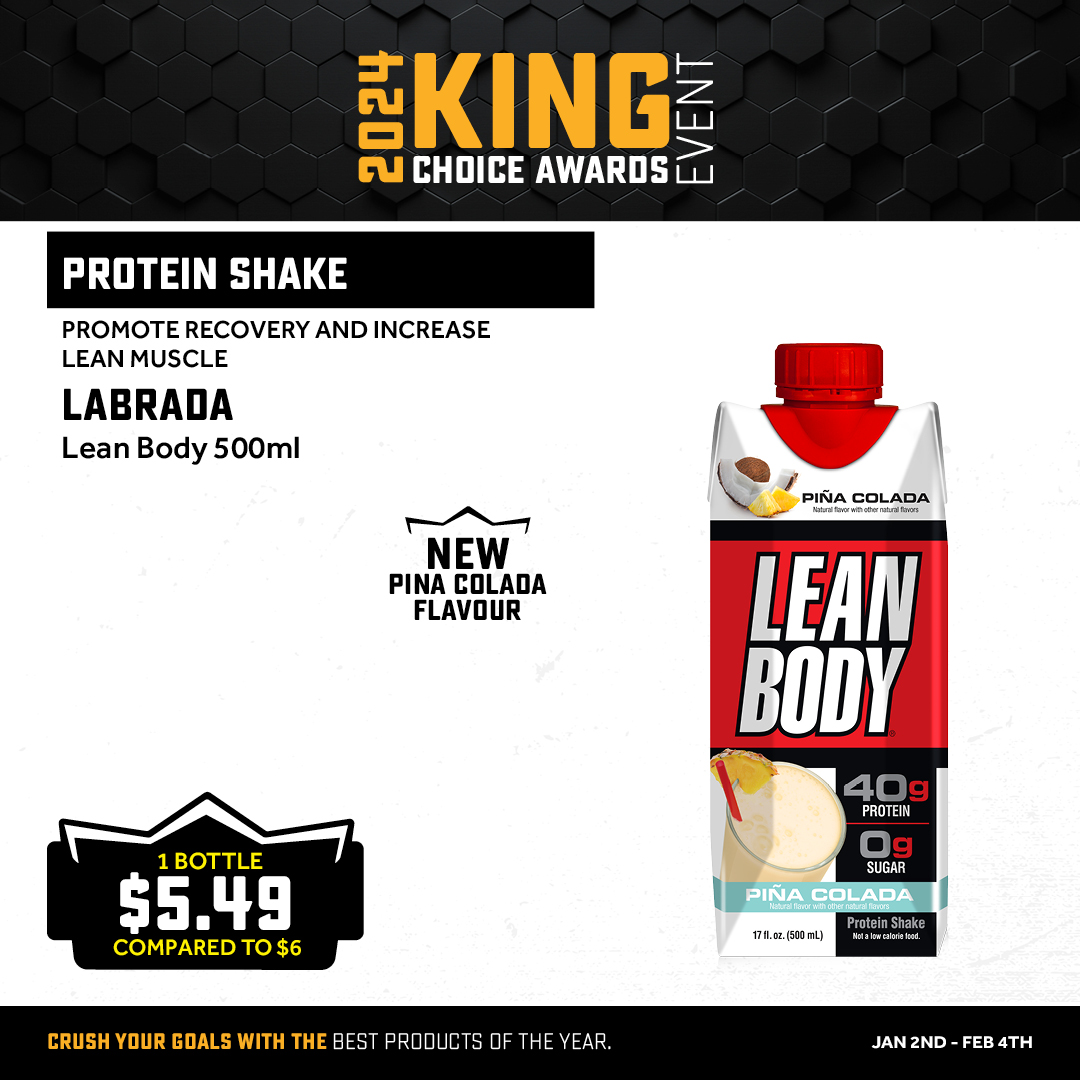 2024
KING
CHOICE AWARDS
EVENT
PROTEIN SHAKE
PROMOTE RECOVERY AND INCREASE
LEAN MUSCLE
LABRADA
Lean Body 500ml
NEW
PINA COLADA
FLAVOUR
PIÑA COLADA
Natural flavor with other natural flavors
LEAN
BODY®
40g
PROTEIN
0g
SUGAR
PIÑA COLADA
Natural flavor with other natural flavors
17 fl. oz. (500 mL)
Protein Shake
Not a low calorie food.
1 BOTTLE
$5.49
COMPARED TO $6
CRUSH YOUR GOALS WITH THE BEST PRODUCTS OF THE YEAR.
JAN 2ND - FEB 4TH